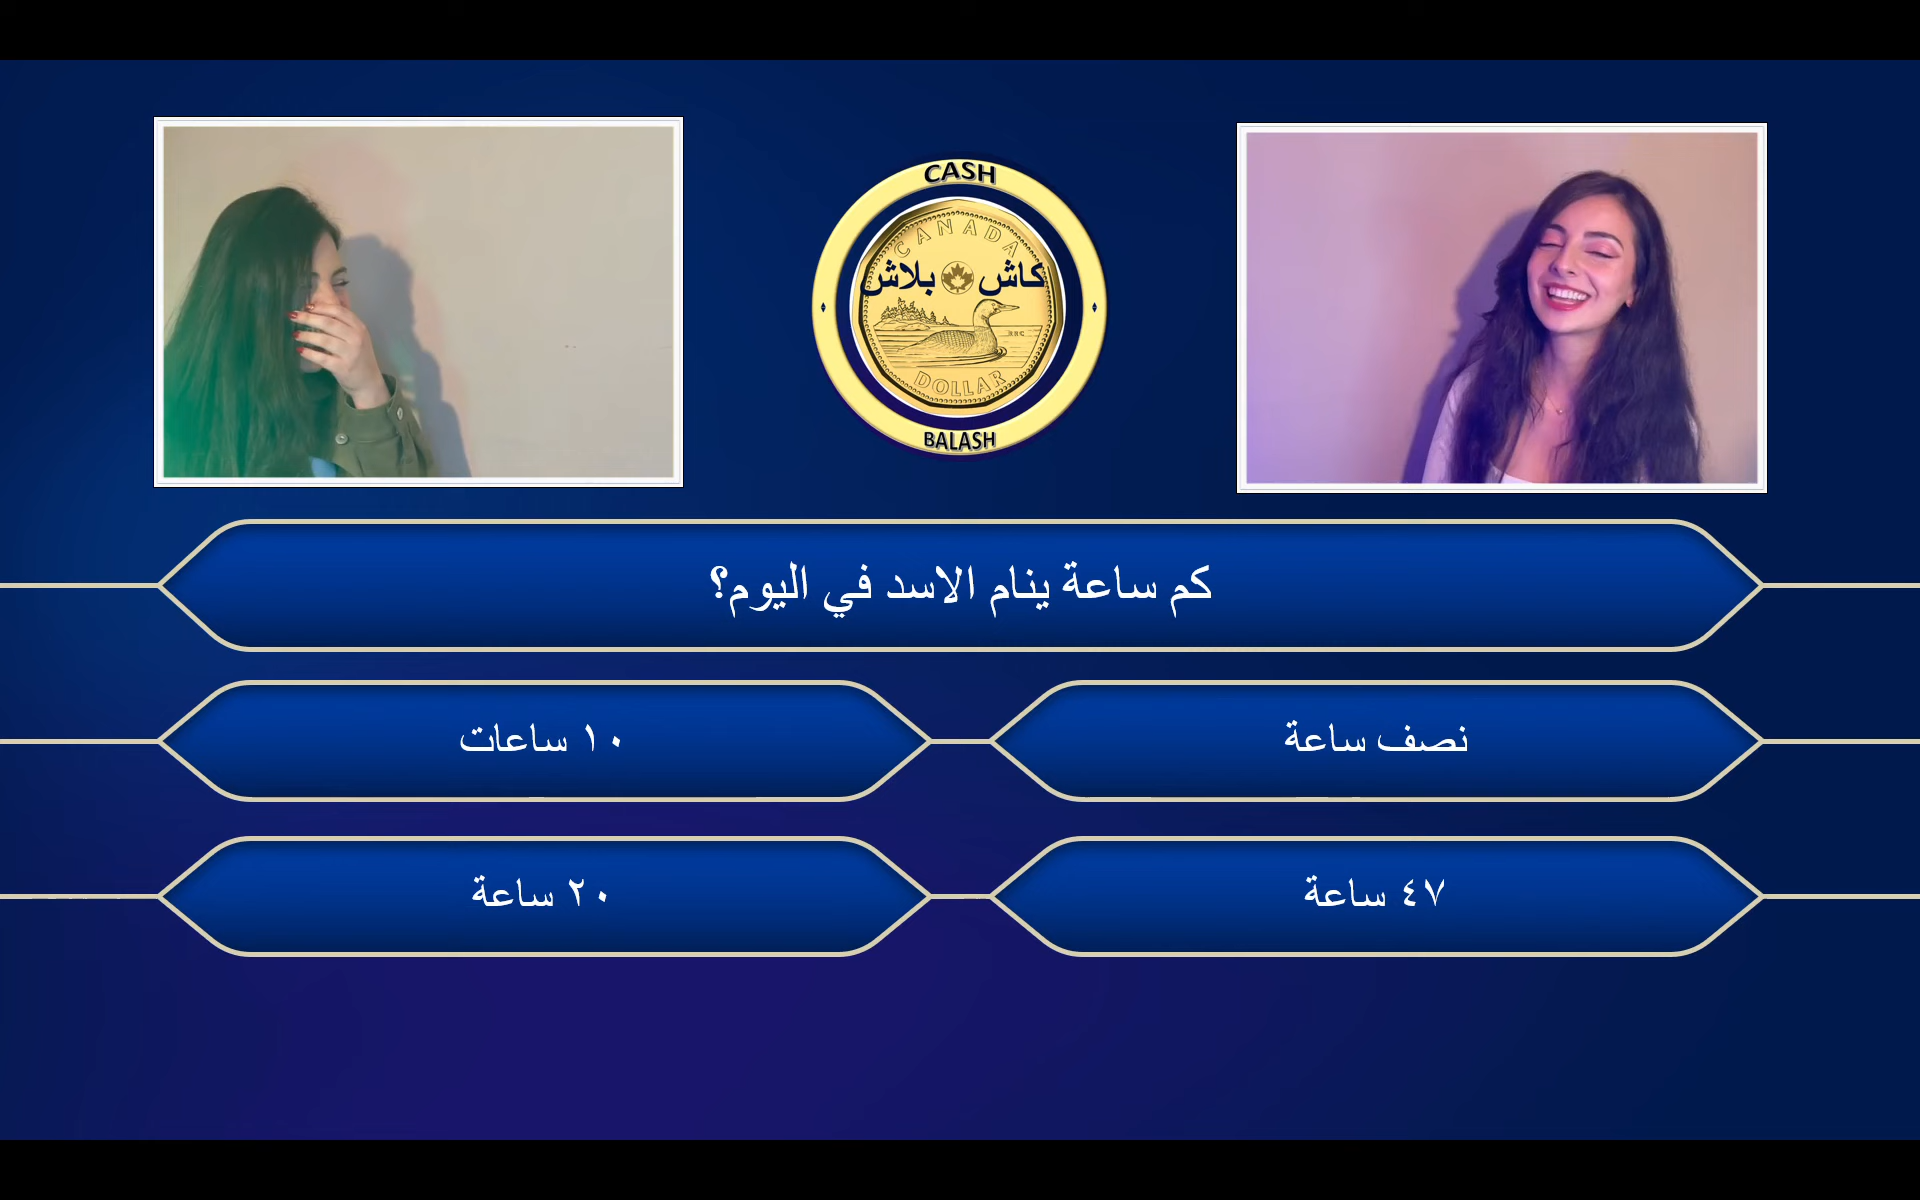 CASH
CANADA
كاش بلاش
DOLLAR
BALASH
كم ساعة ينام الاسد في اليوم؟
نصف ساعة
١٠ ساعات
٤٧ ساعة
٢٠ ساعة